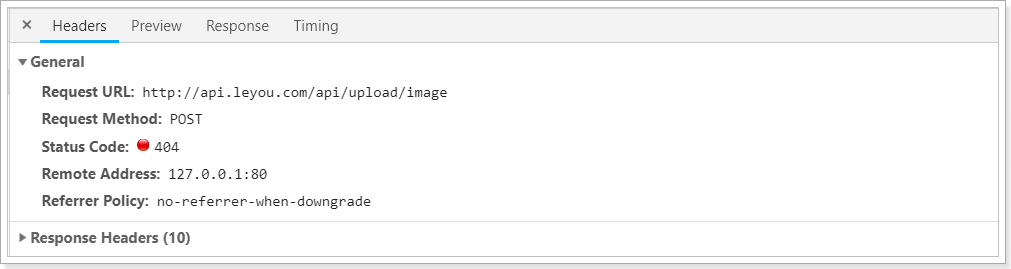 × Headers Preview Response Timing
▼ General
Request URL: http://api.leyou.com/api/upload/image
Request Method: POST
Status Code: 404
Remote Address: 127.0.0.1:80
Referrer Policy: no-referrer-when-downgrade
▶ Response Headers (10)